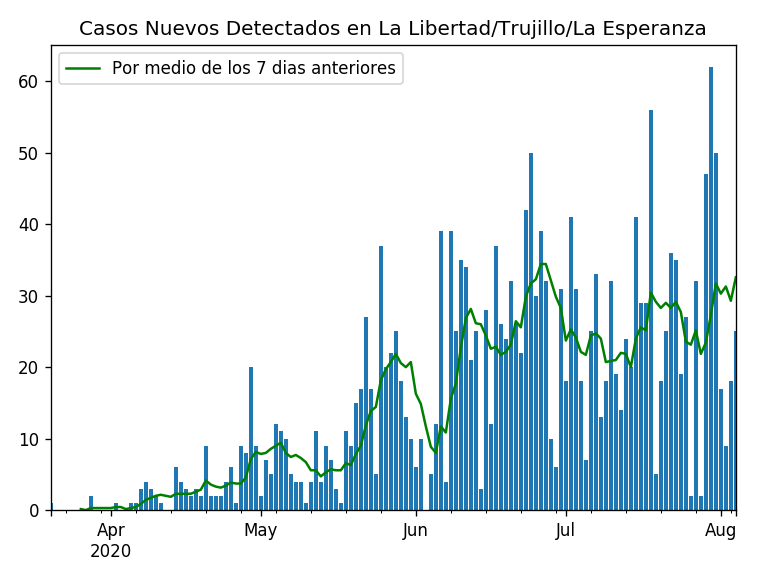 Casos Nuevos Detectados en La Libertad/Trujillo/La Esperanza
Por medio de los 7 dias anteriores
60
50
40
30
20
10
0
Apr
2020
May
Jun
Jul
Aug